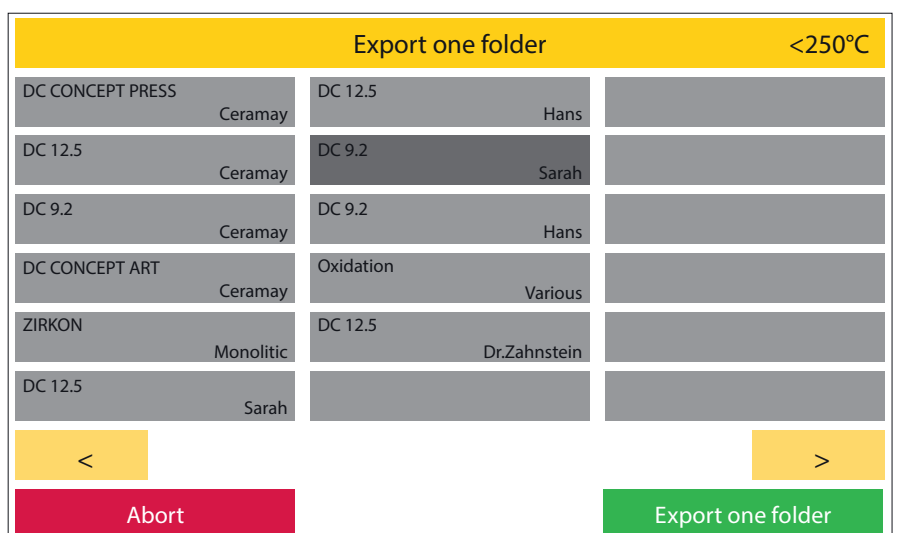 Export one folder
<250°C
DC CONCEPT PRESS
Ceramay
DC 12.5
Ceramay
DC 9.2
Ceramay
DC CONCEPT ART
Ceramay
ZIRKON
Monolitic
DC 12.5
Sarah
DC 12.5
Hans
DC 9.2
Sarah
DC 9.2
Hans
Oxidation
Various
DC 12.5
Dr.Zahnstein
<
>
Abort
Export one folder